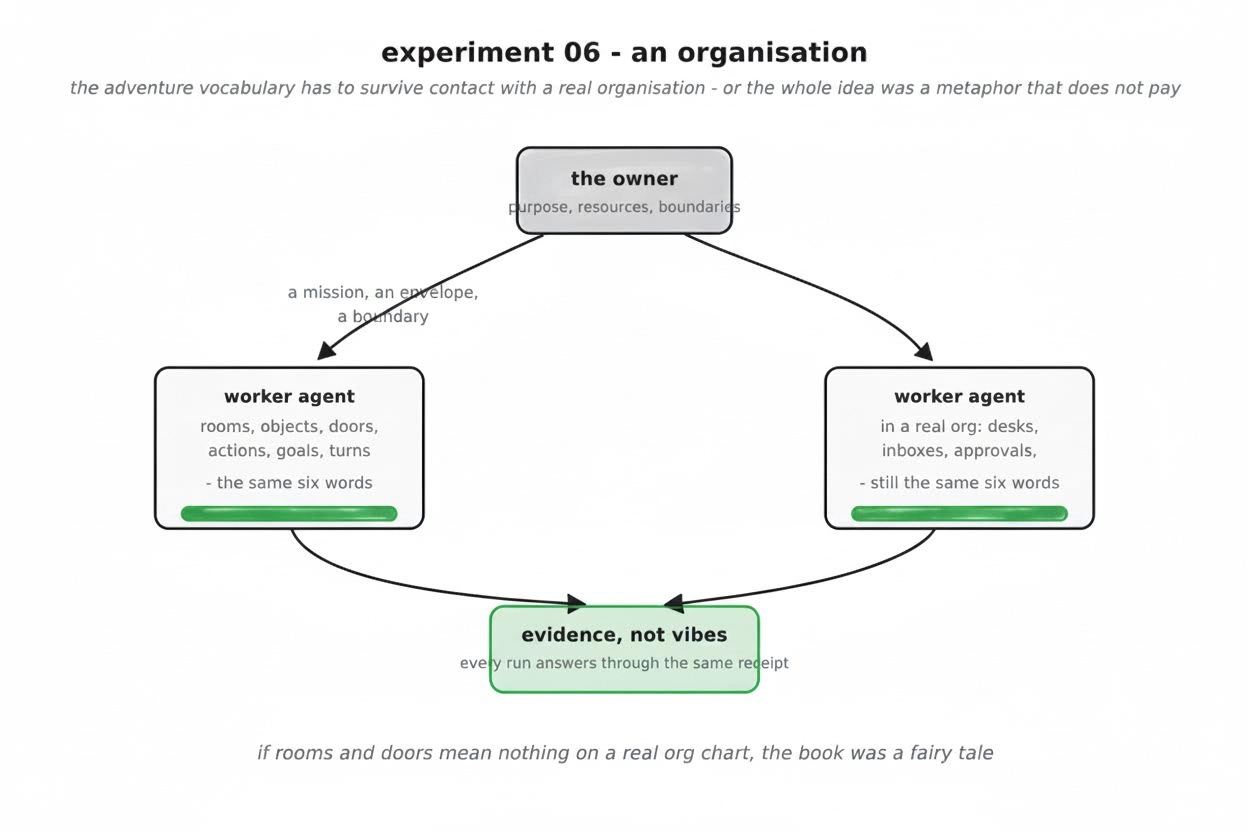 experiment 06 - an organisation
the adventure vocabulary has to survive contact with a real organisation - or the whole idea was a metaphor that does not pay
the owner
purpose, resources, boundaries
a mission, an envelope,
a boundary
worker agent
rooms, objects, doors,
actions, goals, turns
- the same six words
worker agent
in a real org: desks,
inboxes, approvals,
- still the same six words
evidence, not vibes
every run answers through the same receipt
if rooms and doors mean nothing on a real org chart, the book was a fairy tale